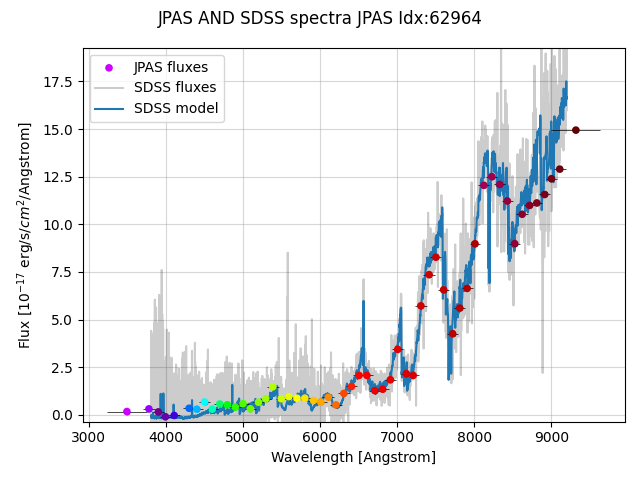 JPAS AND SDSS spectra JPAS Idx:62964
JPAS fluxes
SDSS fluxes
SDSS model
17.5
15.0
12.5
10.0
7.5
5.0
2.5
0.0
Flux [10⁻¹⁷ erg/s/cm²/Angstrom]
3000 4000 5000 6000 7000 8000 9000
Wavelength [Angstrom]